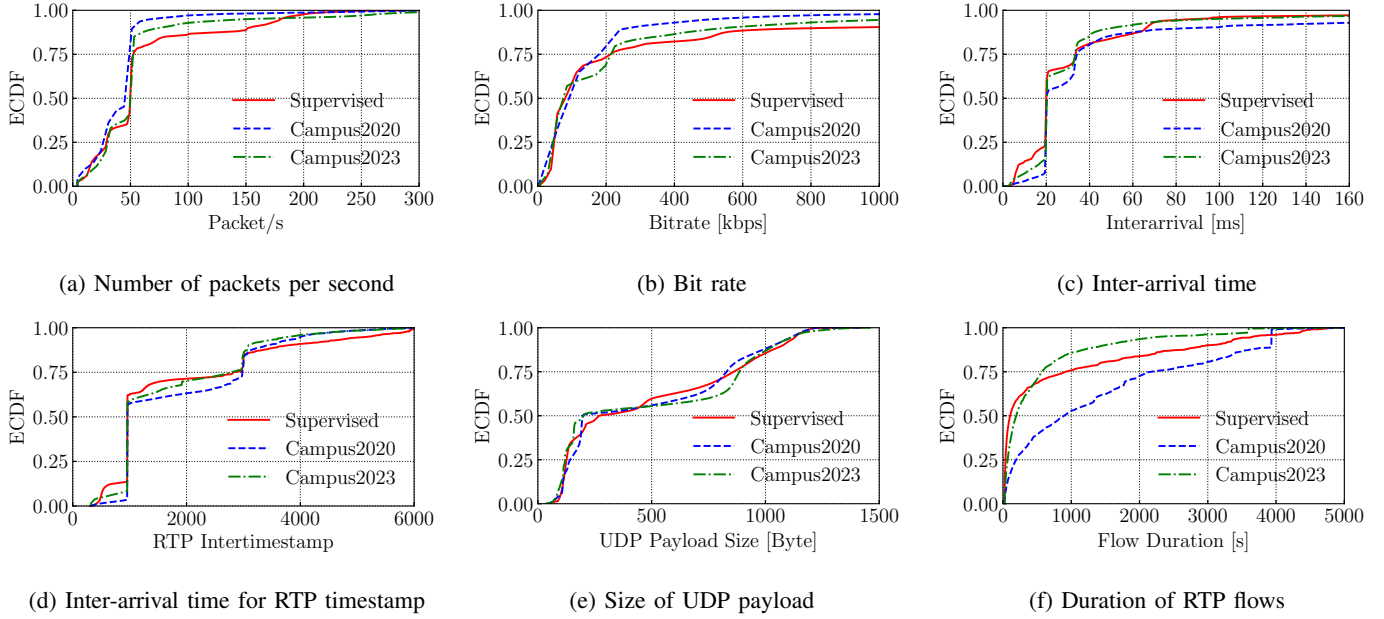 1.00
0.75
0.50
0.25
0.00
ECDF
Supervised
Campus2020
Campus2023
0 50 100 150 200 250 300
Packet/s
(a) Number of packets per second
1.00
0.75
0.50
0.25
0.00
ECDF
Supervised
Campus2020
Campus2023
0 200 400 600 800 1000
Bitrate [kbps]
(b) Bit rate
1.00
0.75
0.50
0.25
0.00
ECDF
Supervised
Campus2020
Campus2023
0 20 40 60 80 100 120 140 160
Interarrival [ms]
(c) Inter-arrival time
1.00
0.75
0.50
0.25
0.00
ECDF
Supervised
Campus2020
Campus2023
0 2000 4000 6000
RTP Intertimestamp
(d) Inter-arrival time for RTP timestamp
1.00
0.75
0.50
0.25
0.00
ECDF
Supervised
Campus2020
Campus2023
0 500 1000 1500
UDP Payload Size [Byte]
(e) Size of UDP payload
1.00
0.75
0.50
0.25
0.00
ECDF
Supervised
Campus2020
Campus2023
0 1000 2000 3000 4000 5000
Flow Duration [s]
(f) Duration of RTP flows